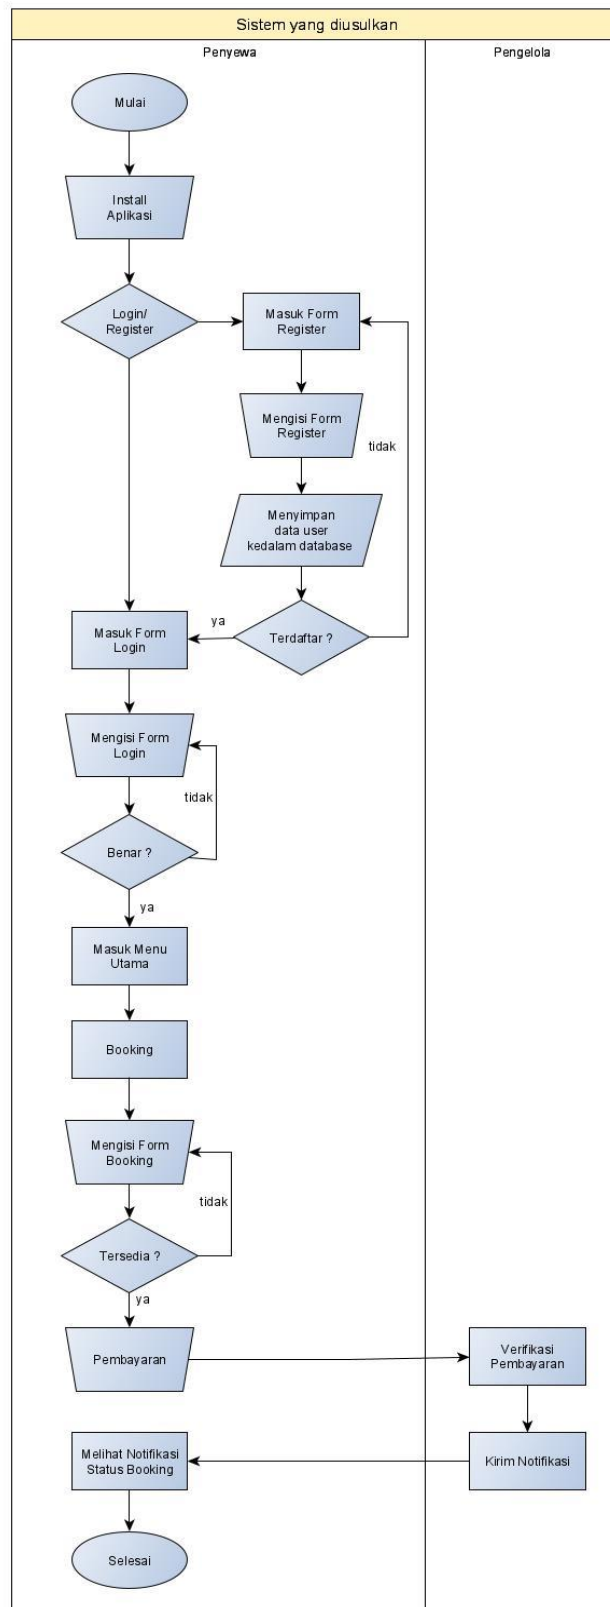 Sistem yang diusulkan
Penyewa
Pengelola
Mulai
Install
Aplikasi
Login/
Register
Masuk Form
Register
Mengisi Form
Register
tidak
Menyimpan
data user
kedalam database
Terdaftar ?
ya
Masuk Form
Login
Mengisi Form
Login
tidak
Benar ?
ya
Masuk Menu
Utama
Booking
Mengisi Form
Booking
tidak
Tersedia ?
ya
Pembayaran
Verifikasi
Pembayaran
Kirim Notifikasi
Melihat Notifikasi
Status Booking
Selesai